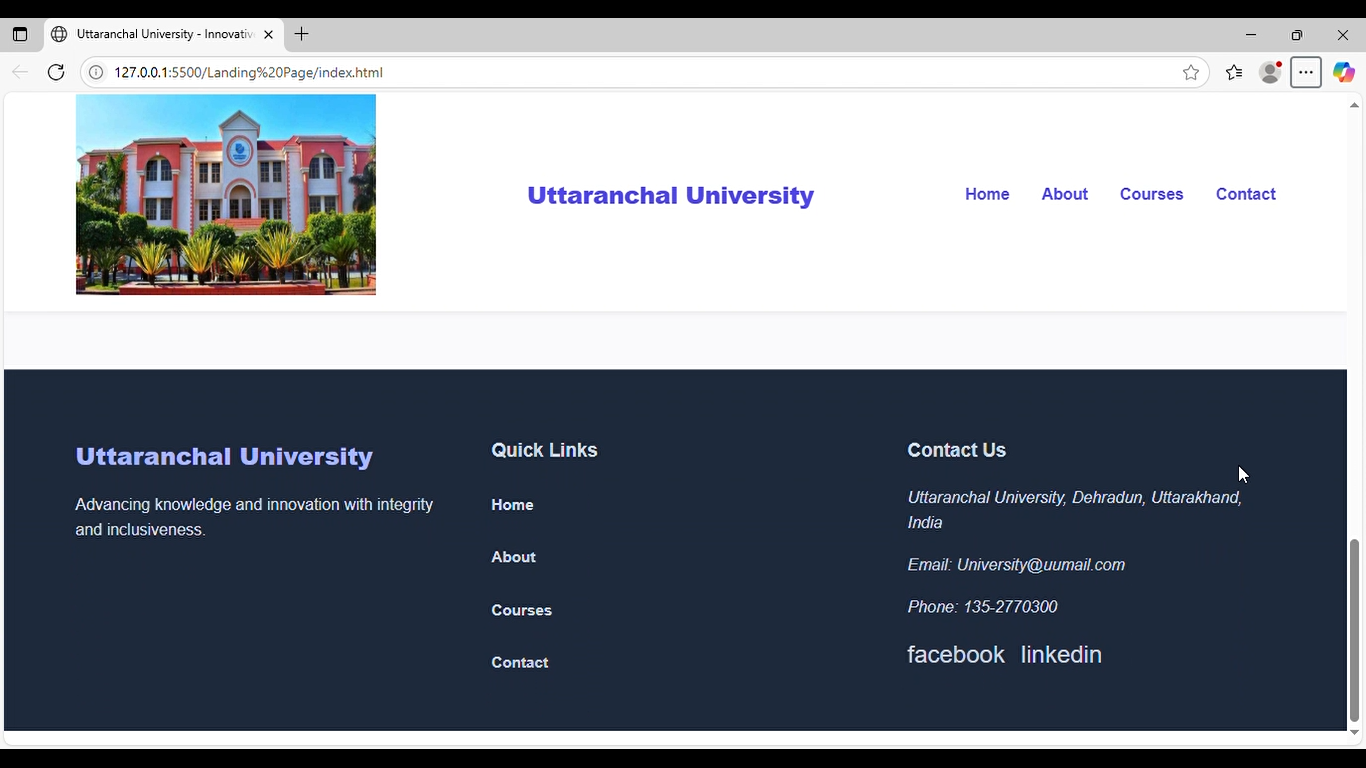 Uttaranchal University - Innovativ
127.0.0.1:5500/Landing%20Page/index.html
Uttaranchal University
Home
About
Courses
Contact
Uttaranchal University
Advancing knowledge and innovation with integrity
and inclusiveness.
Quick Links
Home
About
Courses
Contact
Contact Us
Uttaranchal University, Dehradun, Uttarakhand,
India
Email: University@uumail.com
Phone: 135-2770300
facebook linkedin